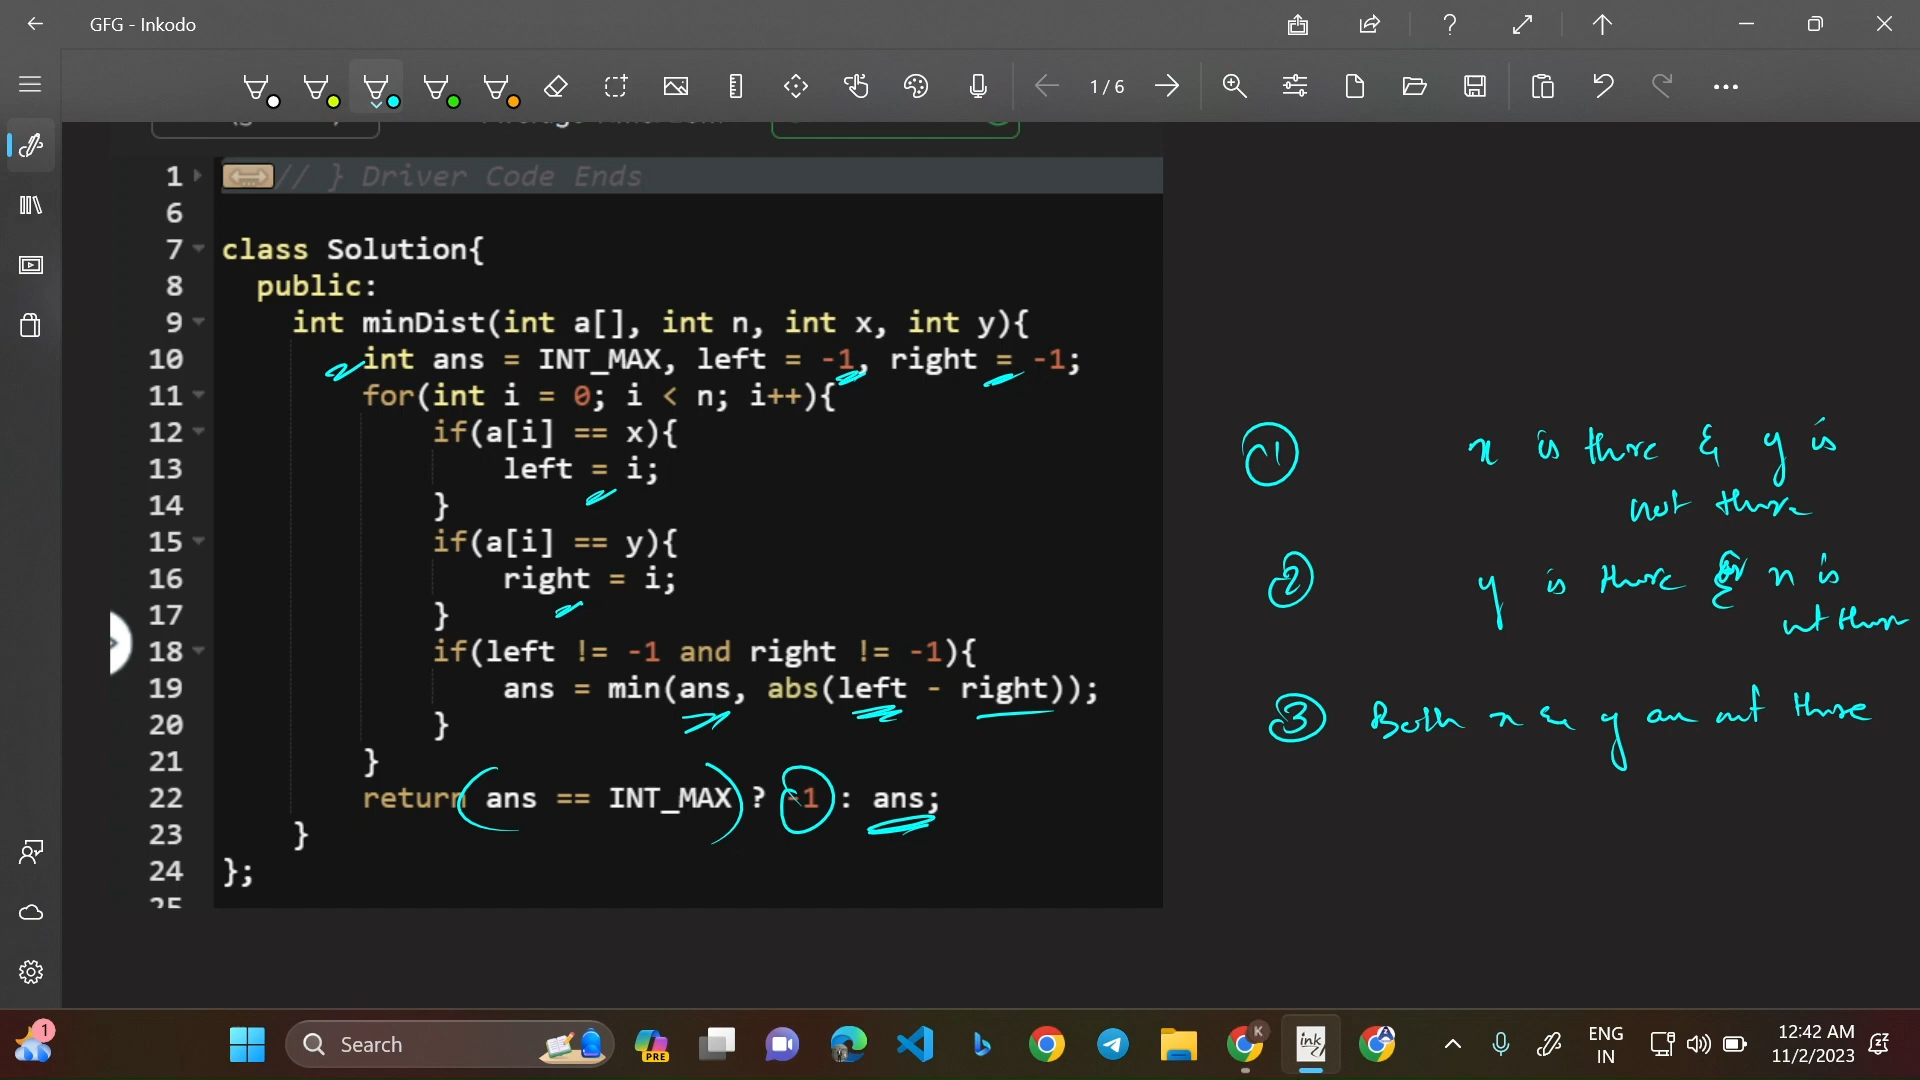 GFG - Inkodo
1 / 6
1 // } Driver Code Ends
6
7 class Solution{
8 public:
9 int minDist(int a[], int n, int x, int y){
10 int ans = INT_MAX, left = -1, right = -1;
11 for(int i = 0; i < n; i++){
12 if(a[i] == x){
13 left = i;
14 }
15 if(a[i] == y){
16 right = i;
17 }
18 if(left != -1 and right != -1){
19 ans = min(ans, abs(left - right));
20 }
21 }
22 return ans == INT_MAX ? -1 : ans;
23 }
24 };
25
1 x is there & y is
not there
2 y is there & x is
not there
3 Both x & y are not there
1
Search
PRE
K
ink
A
ENG
IN
12:42 AM
11/2/2023